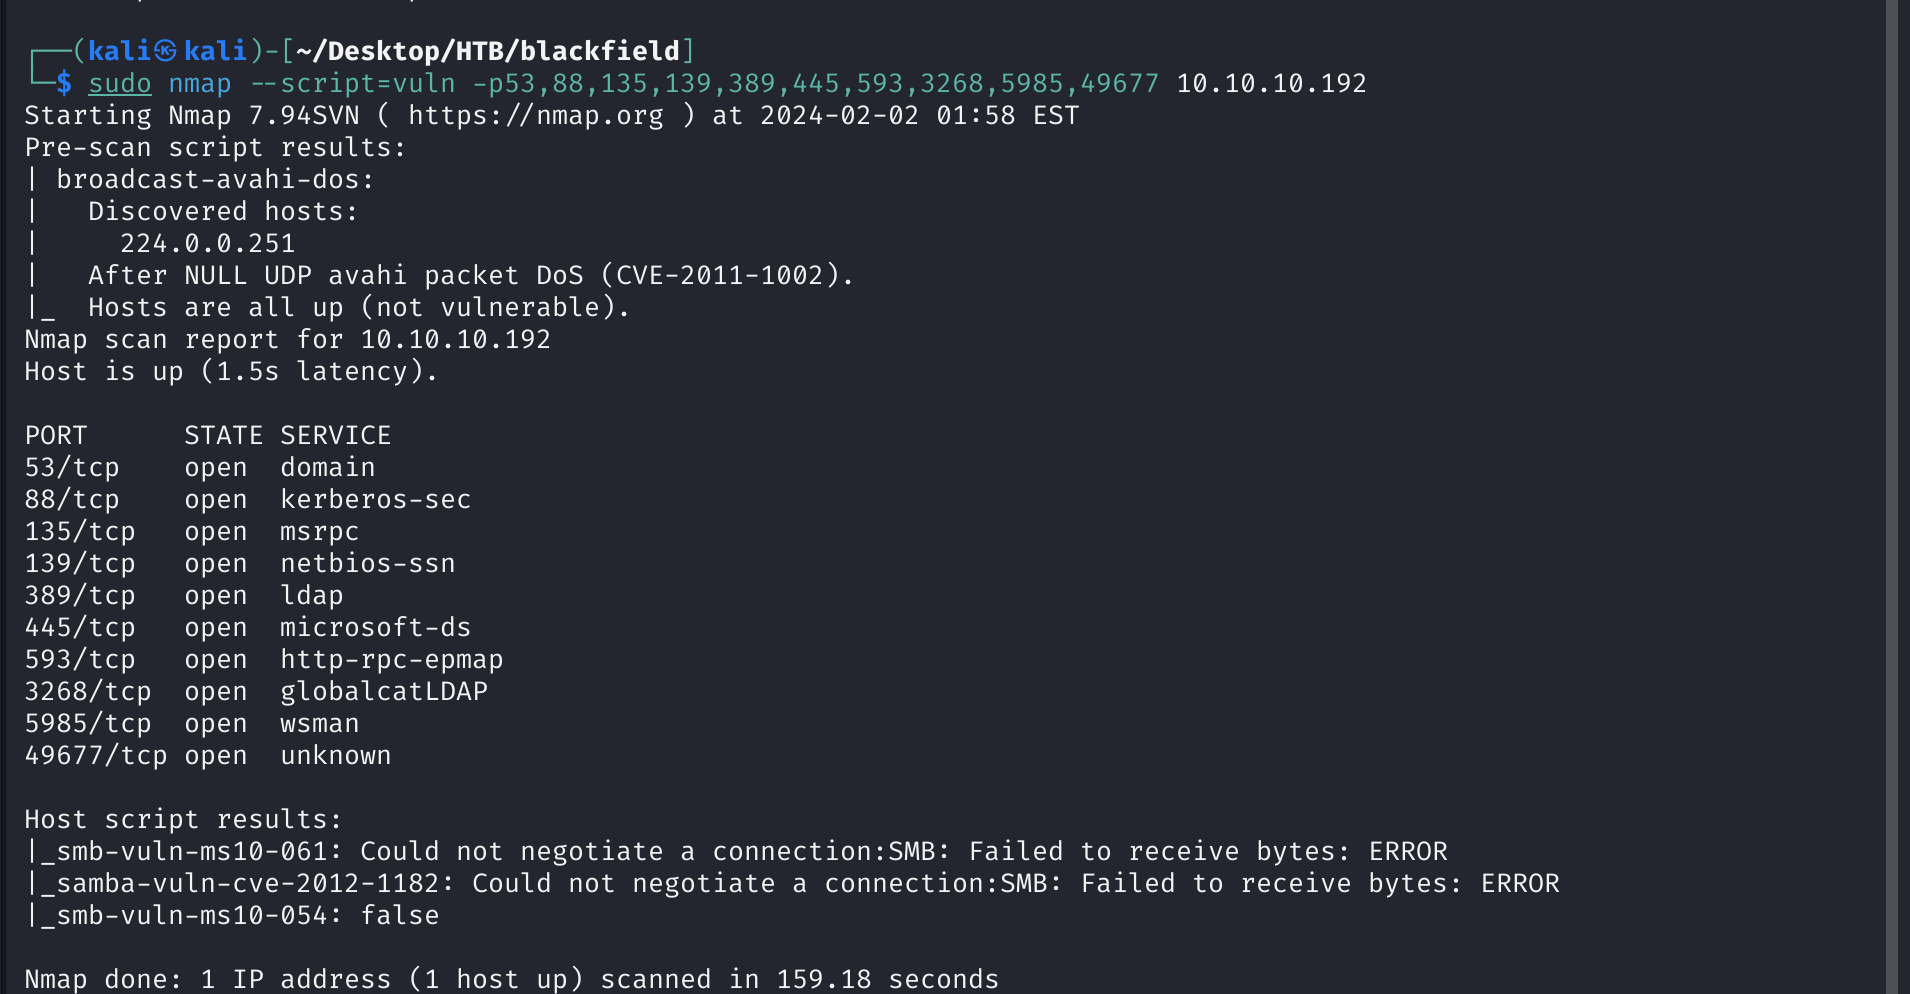 ┌──(kali㉿kali)-[~/Desktop/HTB/blackfield]
└─$ sudo nmap --script=vuln -p53,88,135,139,389,445,593,3268,5985,49677 10.10.10.192
Starting Nmap 7.94SVN ( https://nmap.org ) at 2024-02-02 01:58 EST
Pre-scan script results:
| broadcast-avahi-dos:
|   Discovered hosts:
|     224.0.0.251
|   After NULL UDP avahi packet DoS (CVE-2011-1002).
|_  Hosts are all up (not vulnerable).
Nmap scan report for 10.10.10.192
Host is up (1.5s latency).

PORT      STATE SERVICE
53/tcp    open  domain
88/tcp    open  kerberos-sec
135/tcp   open  msrpc
139/tcp   open  netbios-ssn
389/tcp   open  ldap
445/tcp   open  microsoft-ds
593/tcp   open  http-rpc-epmap
3268/tcp  open  globalcatLDAP
5985/tcp  open  wsman
49677/tcp open  unknown

Host script results:
|_smb-vuln-ms10-061: Could not negotiate a connection:SMB: Failed to receive bytes: ERROR
|_samba-vuln-cve-2012-1182: Could not negotiate a connection:SMB: Failed to receive bytes: ERROR
|_smb-vuln-ms10-054: false

Nmap done: 1 IP address (1 host up) scanned in 159.18 seconds